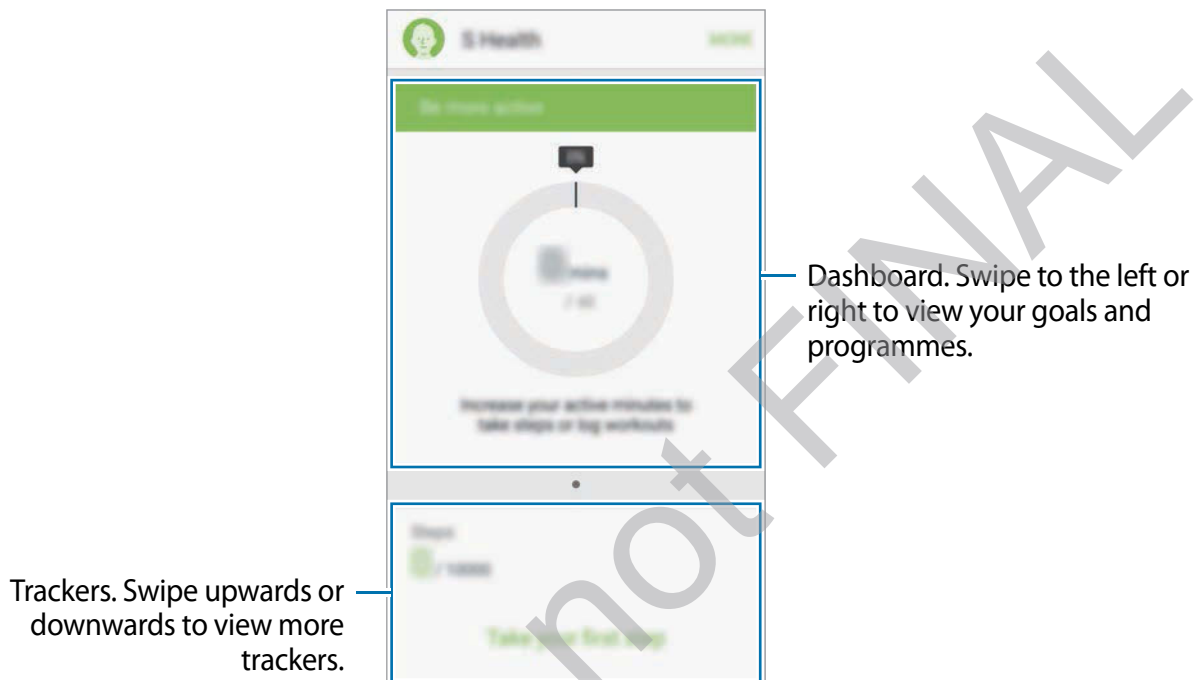 S Health
MORE
Be more active
mins
Increase your active minutes to
take steps or log workouts
Dashboard. Swipe to the left or
right to view your goals and
programmes.
Steps
/ 10000
Trackers. Swipe upwards or
downwards to view more
trackers.
Take your first step
not FINAL